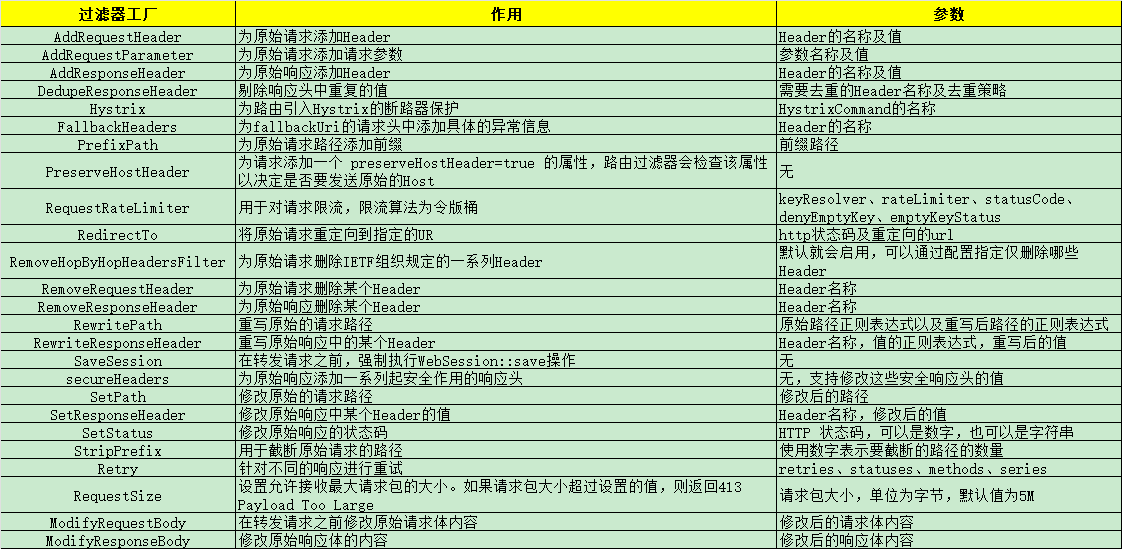 过滤器工厂 作用 参数
AddRequestHeader 为原始请求添加Header Header的名称及值
AddRequestParameter 为原始请求添加请求参数 参数名称及值
AddResponseHeader 为原始响应添加Header Header的名称及值
DedupeResponseHeader 剔除响应头中重复的值 需要去重的Header名称及去重策略
Hystrix 为路由引入Hystrix的断路器保护 HystrixCommand的名称
FallbackHeaders 为fallbackUri的请求头中添加具体的异常信息 Header的名称
PrefixPath 为原始请求路径添加前缀 前缀路径
PreserveHostHeader 为请求添加一个 preserveHostHeader=true 的属性，路由过滤器会检查该属性 无
以决定是否要发送原始的Host
RequestRateLimiter 用于对请求限流，限流算法为令版桶 keyResolver、rateLimiter、statusCode、
denyEmptyKey、emptyKeyStatus
RedirectTo 将原始请求重定向到指定的UR http状态码及重定向的url
RemoveHopByHopHeadersFilter 为原始请求删除IETF组织规定的一系列Header 默认就会启用，可以通过配置指定仅删除哪些
Header
RemoveRequestHeader 为原始请求删除某个Header Header名称
RemoveResponseHeader 为原始响应删除某个Header Header名称
RewritePath 重写原始的请求路径 原始路径正则表达式以及重写后路径的正则表达式
RewriteResponseHeader 重写原始响应中的某个Header Header名称，值的正则表达式，重写后的值
SaveSession 在转发请求之前，强制执行WebSession::save操作 无
secureHeaders 为原始响应添加一系列起安全作用的响应头 无，支持修改这些安全响应头的值
SetPath 修改原始的请求路径 修改后的路径
SetResponseHeader 修改原始响应中某个Header的值 Header名称，修改后的值
SetStatus 修改原始响应的状态码 HTTP 状态码，可以是数字，也可以是字符串
StripPrefix 用于截断原始请求的路径 使用数字表示要截断的路径的数量
Retry 针对不同的响应进行重试 retries、statuses、methods、series
RequestSize 设置允许接收最大请求包的大小。如果请求包大小超过设置的值，则返回413 请求包大小，单位为字节，默认值为5M
Payload Too Large
ModifyRequestBody 在转发请求之前修改原始请求体内容 修改后的请求体内容
ModifyResponseBody 修改原始响应体的内容 修改后的响应体内容